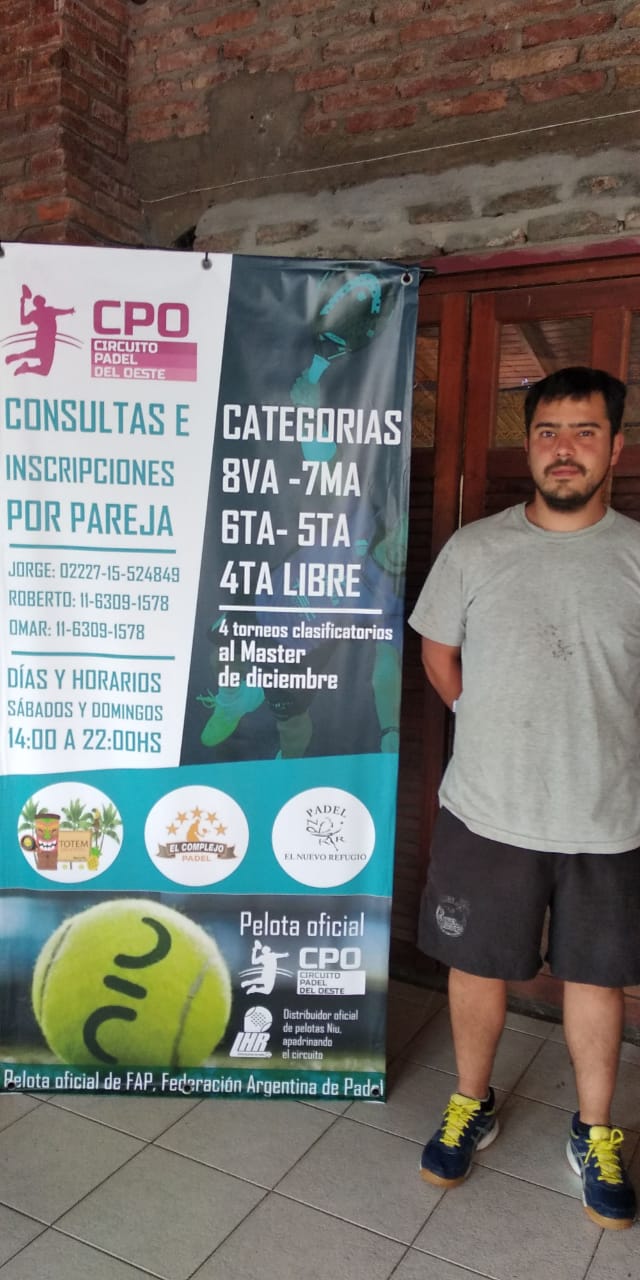 CPO
CIRCUITO
PADEL
DEL OESTE
CONSULTAS E
INSCRIPCIONES
POR PAREJA
JORGE: 02227-15-524849
ROBERTO: 11-6309-1578
OMAR: 11-6309-1578
DÍAS Y HORARIOS
SÁBADOS Y DOMINGOS
14:00 A 22:00HS
CATEGORIAS
8VA -7MA
6TA- 5TA
4TA LIBRE
4 torneos clasificatorios
al Master
de diciembre
TOTEM
EL COMPLEJO
PADEL
PADEL
EL NUEVO REFUGIO
Pelota oficial
CPO
CIRCUITO
PADEL
DEL OESTE
IHR
Distribuidor oficial
de pelotas Niu,
apadrinando
el circuito
Pelota oficial de FAP, Federación Argentina de Padel